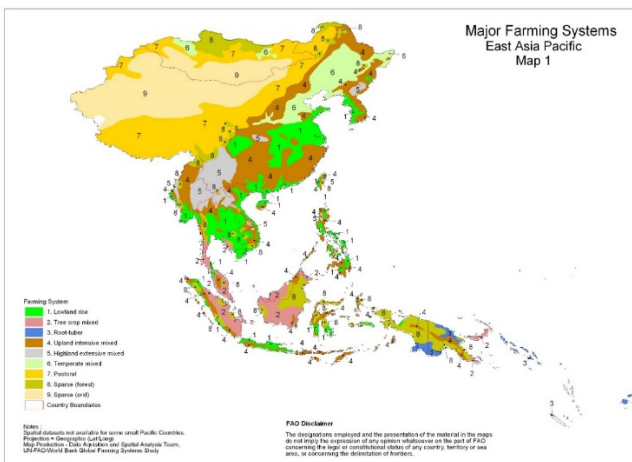 Major Farming Systems
East Asia Pacific
Map 1
Farming System
1. Lowland rice
2. Tree crop mixed
3. Root-tuber
4. Upland intensive mixed
5. Highland extensive mixed
6. Temperate mixed
7. Pastoral
8. Sparse (forest)
9. Sparse (arid)
Country Boundaries
Notes :
Spatial datasets not available for some small Pacific Countries.
Projection = Geographic (Lat/Long)
Map Production - Data Aquisition and Spatial Analysis Team,
UN-FAO/World Bank Global Farming Systems Study
FAO Disclaimer
The designations employed and the presentation of the material in the maps
do not imply the expression of any opinion whatsoever on the part of FAO
concerning the legal or constitutional status of any country, territory or sea
area, or concerning the delimitation of frontiers.